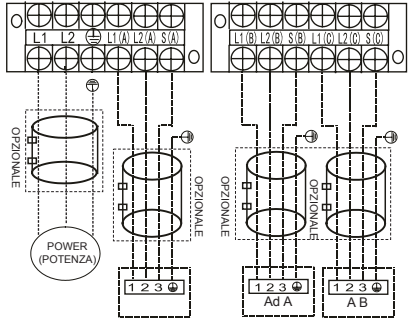 L1 L2 L1(A) L2(A) S(A)
L1(B) L2(B) S(B) L1(C) L2(C) S(C)
OPZIONALE
OPZIONALE
OPZIONALE
OPZIONALE
POWER
(POTENZA)
1 2 3
1 2 3
Ad A
1 2 3
A B